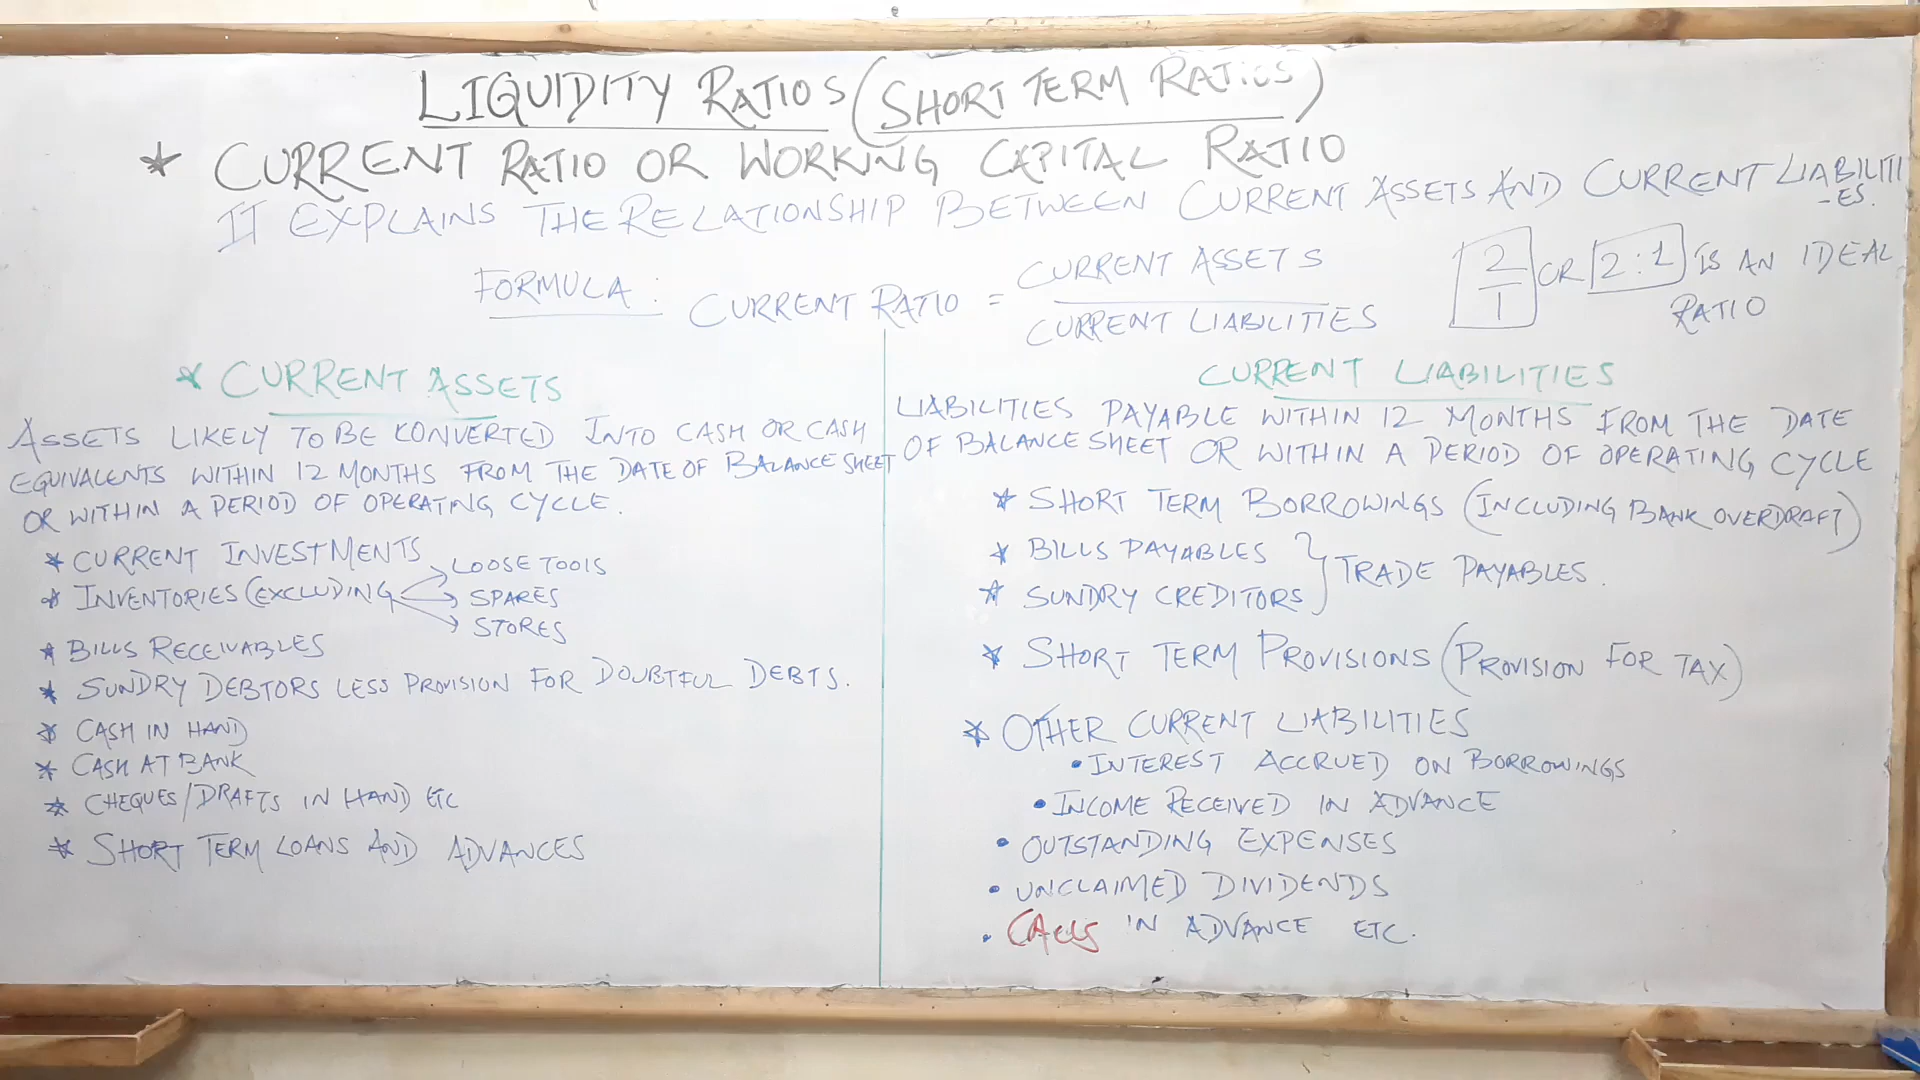 LIQUIDITY RATIOS (SHORT TERM RATIOS)
* CURRENT RATIO OR WORKING CAPITAL RATIO
IT EXPLAINS THE RELATIONSHIP BETWEEN CURRENT ASSETS AND CURRENT LIABILITI
-ES.
FORMULA : CURRENT RATIO = CURRENT ASSETS
CURRENT LIABILITIES
2/1 OR 2:1 IS AN IDEAL
RATIO
* CURRENT ASSETS
ASSETS LIKELY TO BE KONVERTED INTO CASH OR CASH
EQUIVALENTS WITHIN 12 MONTHS FROM THE DATE OF BALANCE SHEET
OR WITHIN A PERIOD OF OPERATING CYCLE.
* CURRENT INVESTMENTS
* INVENTORIES (EXCLUDING
LOOSE TOOLS
SPARES
STORES
* BILLS RECEIVABLES
* SUNDRY DEBTORS LESS PROVISION FOR DOUBTFUL DEBTS.
* CASH IN HAND
* CASH AT BANK
* CHEQUES/DRAFTS IN HAND ETC
* SHORT TERM LOANS AND ADVANCES
CURRENT LIABILITIES
LIABILITIES PAYABLE WITHIN 12 MONTHS FROM THE DATE
OF BALANCE SHEET OR WITHIN A PERIOD OF OPERATING CYCLE
* SHORT TERM BORROWINGS (INCLUDING BANK OVERDRAFT)
* BILLS PAYABLES
* SUNDRY CREDITORS
} TRADE PAYABLES.
* SHORT TERM PROVISIONS (PROVISION FOR TAX)
* OTHER CURRENT LIABILITIES
• INTEREST ACCRUED ON BORROWINGS
• INCOME RECEIVED IN ADVANCE
• OUTSTANDING EXPENSES
• UNCLAIMED DIVIDENDS
• CALLS IN ADVANCE ETC.